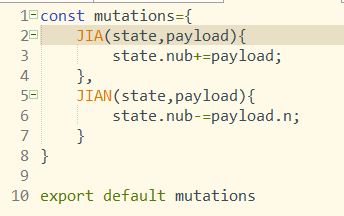 1 const mutations={
2 JIA(state,payload){
3 state.nub+=payload;
4 },
5 JIAN(state,payload){
6 state.nub-=payload.n;
7 }
8 }
9
10 export default mutations